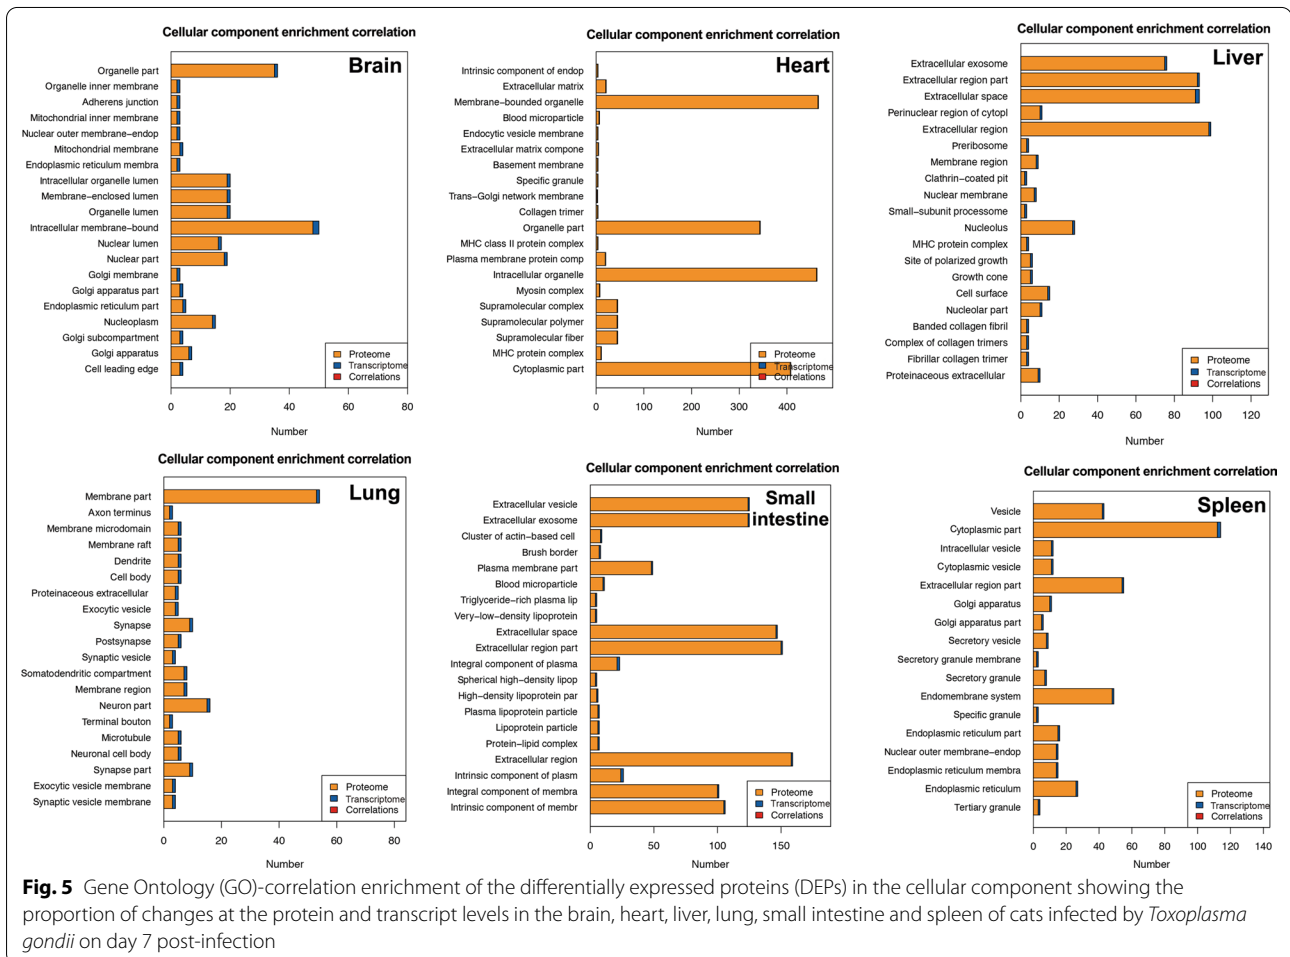 Cellular component enrichment correlation
Brain
Organelle part
Organelle inner membrane
Adherens junction
Mitochondrial inner membrane
Nuclear outer membrane−endop
Mitochondrial membrane
Endoplasmic reticulum membra
Intracellular organelle lumen
Membrane−enclosed lumen
Organelle lumen
Intracellular membrane−bound
Nuclear lumen
Nuclear part
Golgi membrane
Golgi apparatus part
Endoplasmic reticulum part
Nucleoplasm
Golgi subcompartment
Golgi apparatus
Cell leading edge
Proteome
Transcriptome
Correlations
0 20 40 60 80
Number
Cellular component enrichment correlation
Heart
Intrinsic component of endop
Extracellular matrix
Membrane−bounded organelle
Blood microparticle
Endocytic vesicle membrane
Extracellular matrix compone
Basement membrane
Specific granule
Trans−Golgi network membrane
Collagen trimer
Organelle part
MHC class II protein complex
Plasma membrane protein comp
Intracellular organelle
Myosin complex
Supramolecular complex
Supramolecular polymer
Supramolecular fiber
MHC protein complex
Cytoplasmic part
Proteome
Transcriptome
Correlations
0 100 200 300 400
Number
Cellular component enrichment correlation
Liver
Extracellular exosome
Extracellular region part
Extracellular space
Perinuclear region of cytopl
Extracellular region
Preribosome
Membrane region
Clathrin−coated pit
Nuclear membrane
Small−subunit processome
Nucleolus
MHC protein complex
Site of polarized growth
Growth cone
Cell surface
Nucleolar part
Banded collagen fibril
Complex of collagen trimers
Fibrillar collagen trimer
Proteinaceous extracellular
Proteome
Transcriptome
Correlations
0 20 40 60 80 100 120
Number
Cellular component enrichment correlation
Lung
Membrane part
Axon terminus
Membrane microdomain
Membrane raft
Dendrite
Cell body
Proteinaceous extracellular
Exocytic vesicle
Synapse
Postsynapse
Synaptic vesicle
Somatodendritic compartment
Membrane region
Neuron part
Terminal bouton
Microtubule
Neuronal cell body
Synapse part
Exocytic vesicle membrane
Synaptic vesicle membrane
Proteome
Transcriptome
Correlations
0 20 40 60 80
Number
Cellular component enrichment correlation
Small
intestine
Extracellular vesicle
Extracellular exosome
Cluster of actin−based cell
Brush border
Plasma membrane part
Blood microparticle
Triglyceride−rich plasma lip
Very−low−density lipoprotein
Extracellular space
Extracellular region part
Integral component of plasma
Spherical high−density lipop
High−density lipoprotein par
Plasma lipoprotein particle
Lipoprotein particle
Protein−lipid complex
Extracellular region
Intrinsic component of plasm
Integral component of membra
Intrinsic component of membr
Proteome
Transcriptome
Correlations
0 50 100 150
Number
Cellular component enrichment correlation
Spleen
Vesicle
Cytoplasmic part
Intracellular vesicle
Cytoplasmic vesicle
Extracellular region part
Golgi apparatus
Golgi apparatus part
Secretory vesicle
Secretory granule membrane
Secretory granule
Endomembrane system
Specific granule
Endoplasmic reticulum part
Nuclear outer membrane−endop
Endoplasmic reticulum membra
Endoplasmic reticulum
Tertiary granule
Proteome
Transcriptome
Correlations
0 20 40 60 80 100 120 140
Number
Fig. 5 Gene Ontology (GO)-correlation enrichment of the differentially expressed proteins (DEPs) in the cellular component showing the
proportion of changes at the protein and transcript levels in the brain, heart, liver, lung, small intestine and spleen of cats infected by Toxoplasma
gondii on day 7 post-infection